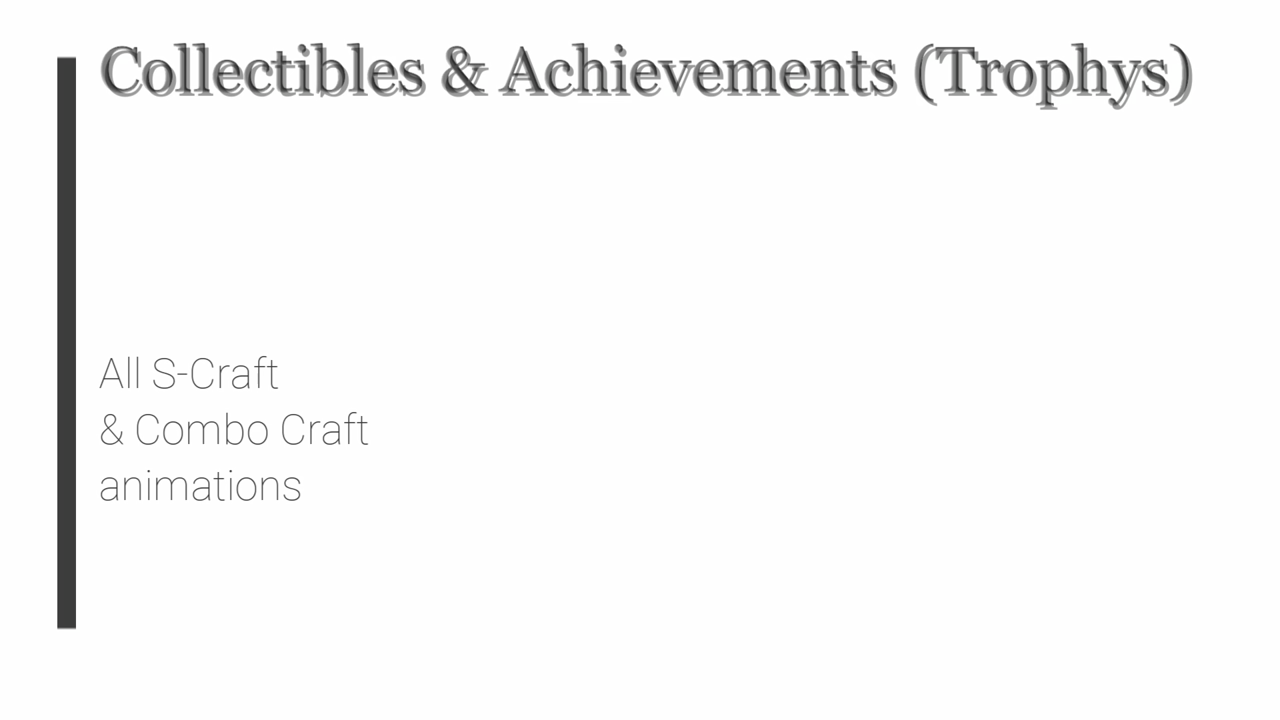 Collectibles & Achievements (Trophys)
All S-Craft
& Combo Craft
animations